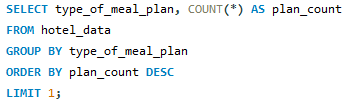 SELECT type_of_meal_plan, COUNT(*) AS plan_count
FROM hotel_data
GROUP BY type_of_meal_plan
ORDER BY plan_count DESC
LIMIT 1;